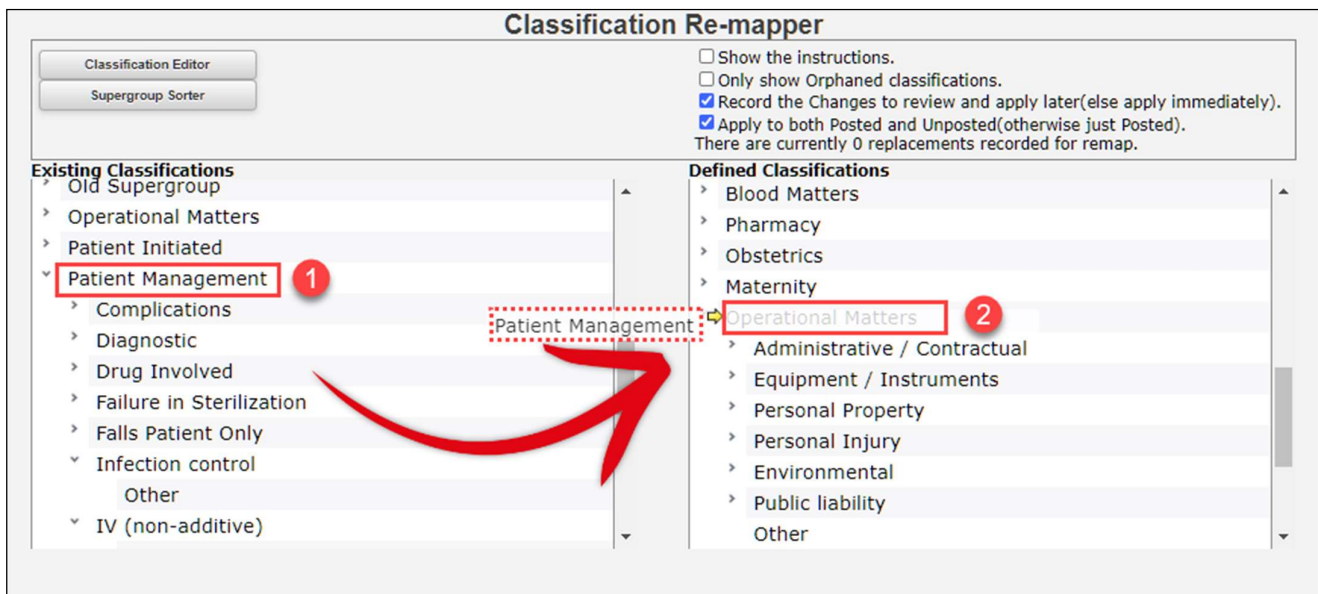 Classification Re-mapper
Classification Editor
Supergroup Sorter
Show the instructions.
Only show Orphaned classifications.
Record the Changes to review and apply later(else apply immediately).
Apply to both Posted and Unposted(otherwise just Posted).
There are currently 0 replacements recorded for remap.
Existing Classifications
Old Supergroup
Operational Matters
Patient Initiated
Patient Management
1
Complications
Diagnostic
Drug Involved
Failure in Sterilization
Falls Patient Only
Infection control
Other
IV (non-additive)
Patient Management
Defined Classifications
Blood Matters
Pharmacy
Obstetrics
Maternity
Operational Matters
2
Administrative / Contractual
Equipment / Instruments
Personal Property
Personal Injury
Environmental
Public liability
Other